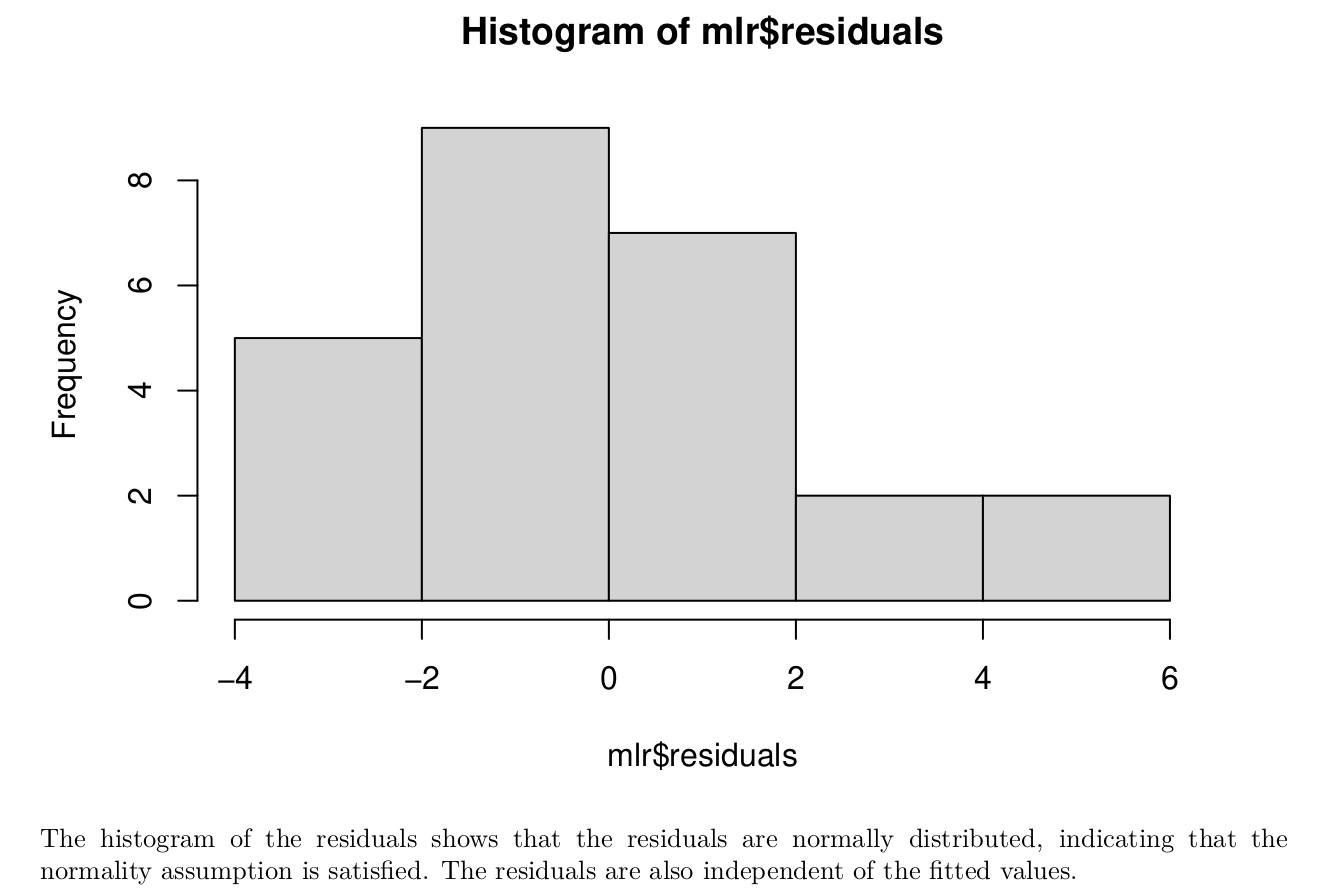 Histogram of mlr$residuals
Frequency
8
6
4
2
0
−4 −2 0 2 4 6
mlr$residuals
The histogram of the residuals shows that the residuals are normally distributed, indicating that the
normality assumption is satisfied. The residuals are also independent of the fitted values.